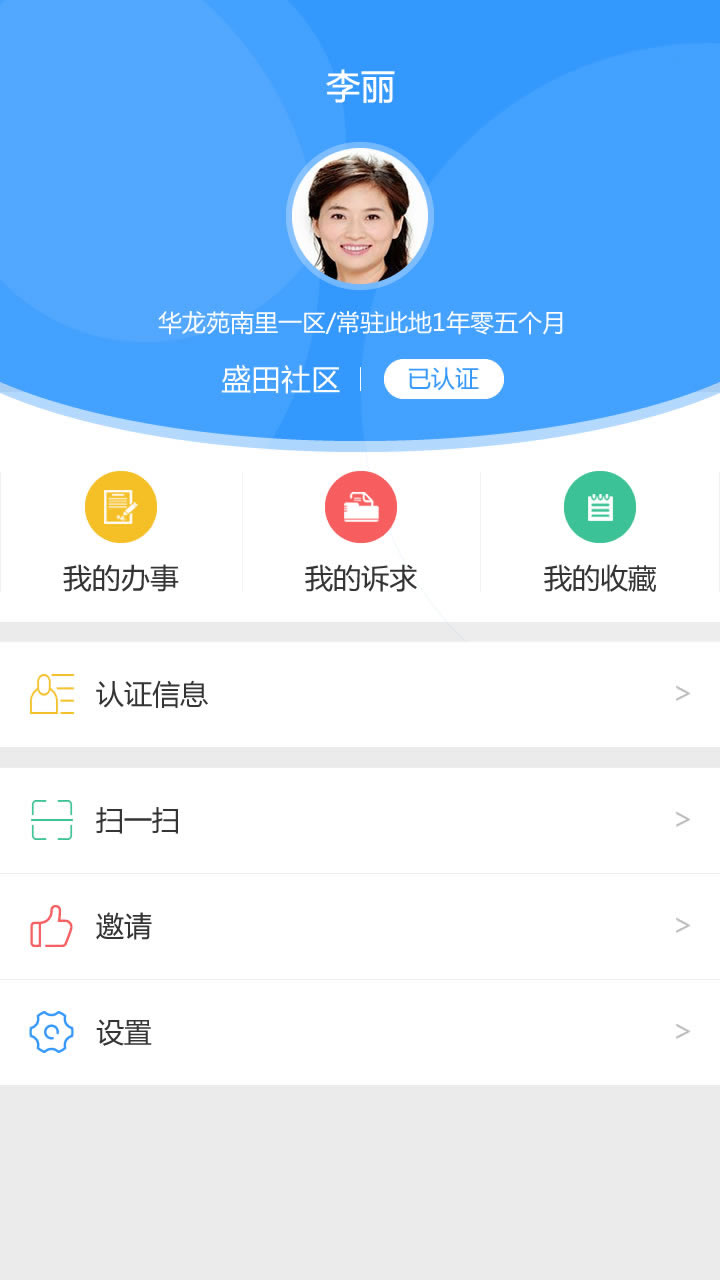 李丽
华龙苑南里一区/常驻此地1年零五个月
盛田社区 已认证
我的办事 我的诉求 我的收藏
认证信息 >
扫一扫 >
邀请 >
设置 >